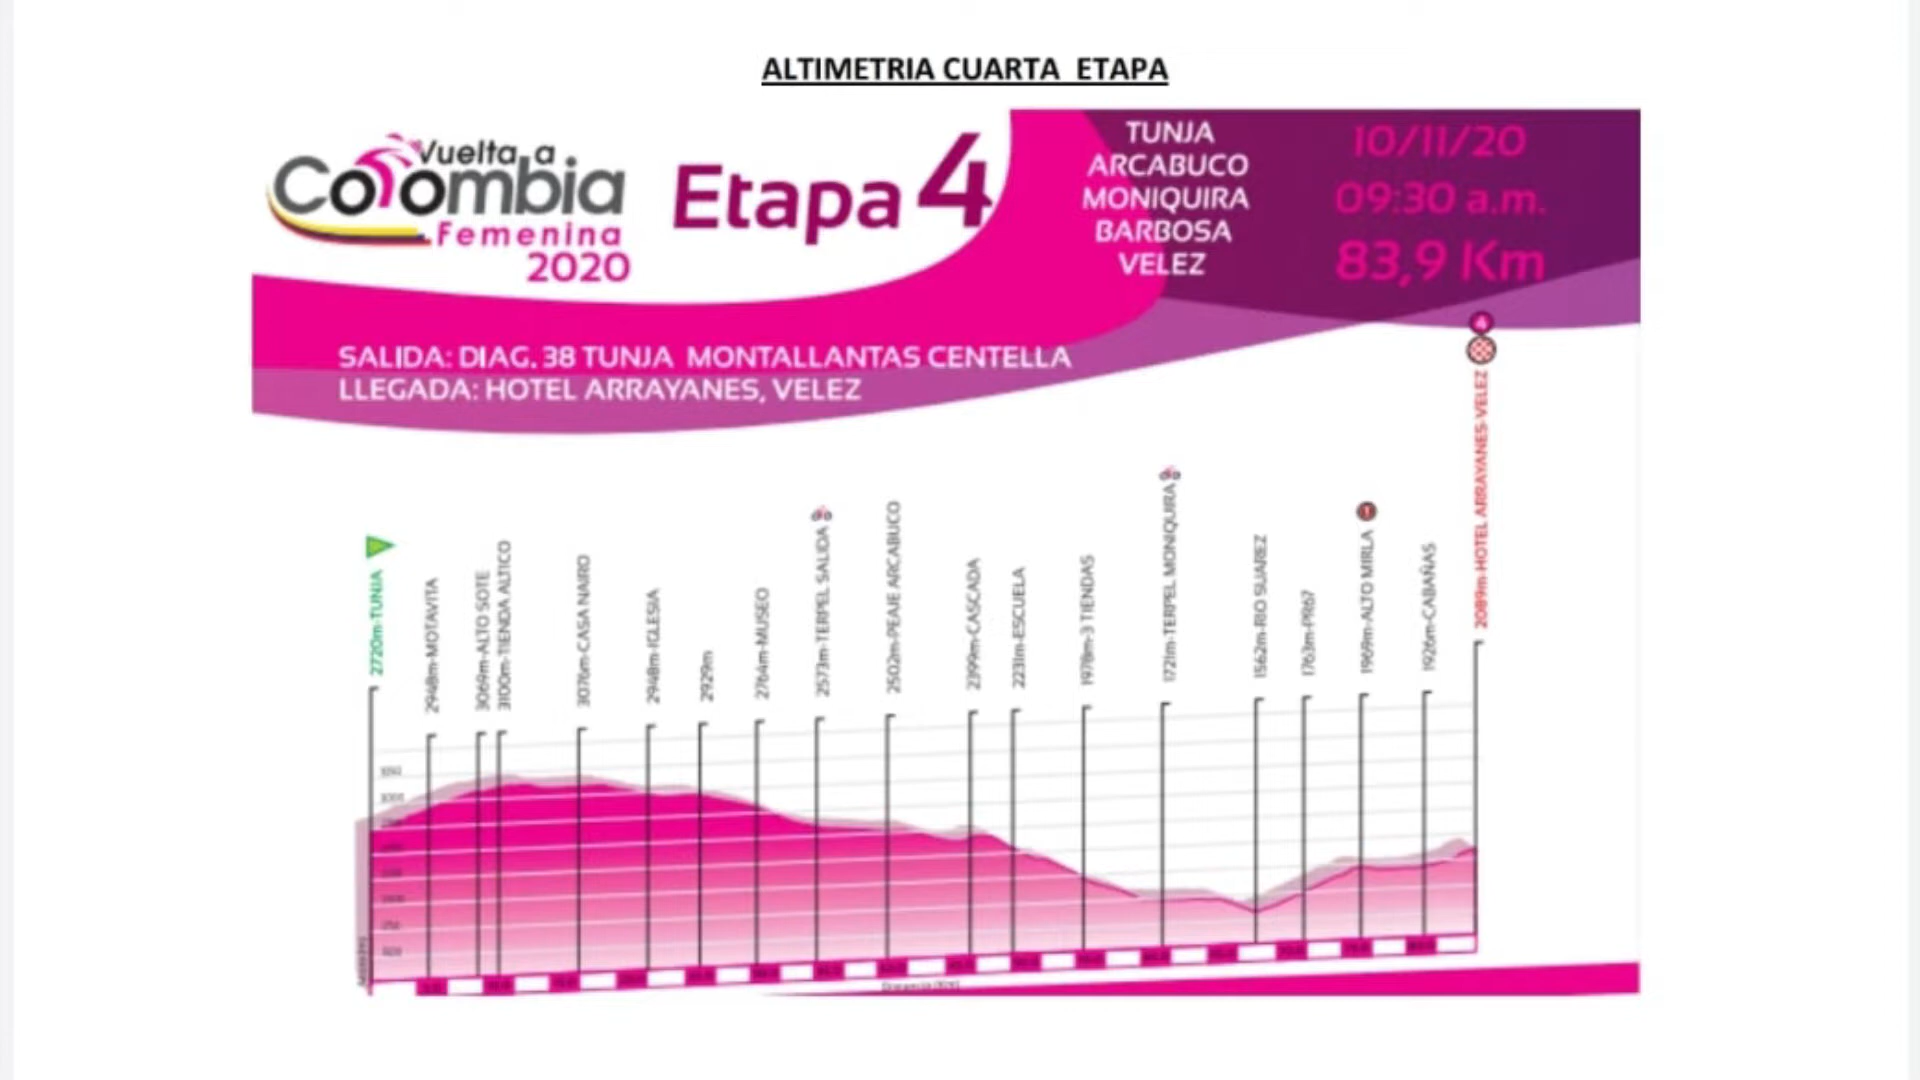 ALTIMETRIA CUARTA ETAPA
Vuelta a
Colombia
Femenina
2020
Etapa 4
TUNJA
ARCABUCO
MONIQUIRA
BARBOSA
VELEZ
10/11/20
09:30 a.m.
83,9 Km
SALIDA: DIAG. 38 TUNJA MONTALLANTAS CENTELLA
LLEGADA: HOTEL ARRAYANES, VELEZ
2720m-TUNJA
2948m-MOTAVITA
3069m-ALTO SOTE
3100m-TIENDA ALTICO
3076m-CASA NAIRO
2948m-IGLESIA
2929m
2764m-MUSEO
2573m-TERPEL SALIDA
2502m-PEAJE ARCABUCO
2399m-CASCADA
2231m-ESCUELA
1978m-3 TIENDAS
1721m-TERPEL MONIQUIRA
1562m-RIO SUAREZ
1763m-PR67
1969m-ALTO MIRLA
1926m-CABAÑAS
2089m-HOTEL ARRAYANES-VELEZ
4